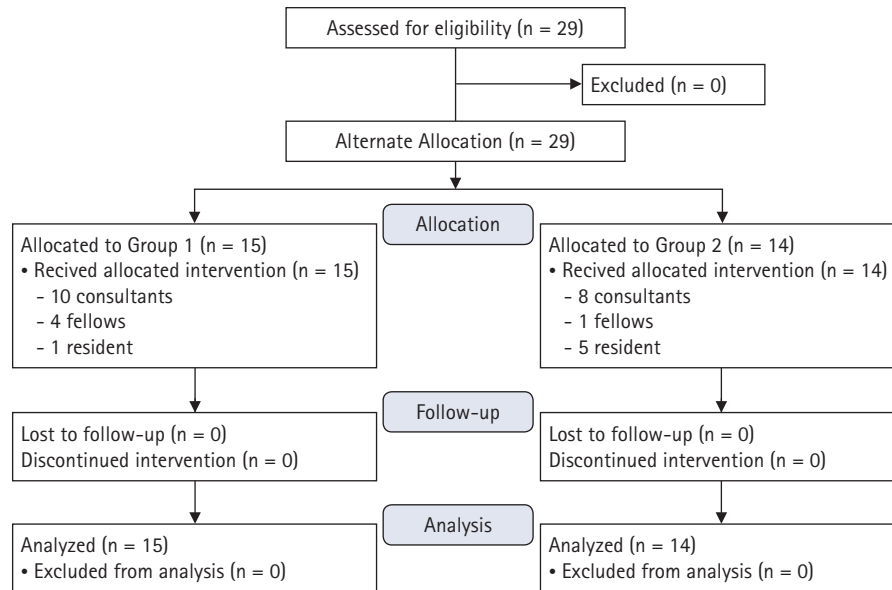 Assessed for eligibility (n = 29)
Excluded (n = 0)
Alternate Allocation (n = 29)
Allocation
Allocated to Group 1 (n = 15)
• Recived allocated intervention (n = 15)
- 10 consultants
- 4 fellows
- 1 resident
Allocated to Group 2 (n = 14)
• Recived allocated intervention (n = 14)
- 8 consultants
- 1 fellows
- 5 resident
Follow-up
Lost to follow-up (n = 0)
Discontinued intervention (n = 0)
Lost to follow-up (n = 0)
Discontinued intervention (n = 0)
Analysis
Analyzed (n = 15)
• Excluded from analysis (n = 0)
Analyzed (n = 14)
• Excluded from analysis (n = 0)